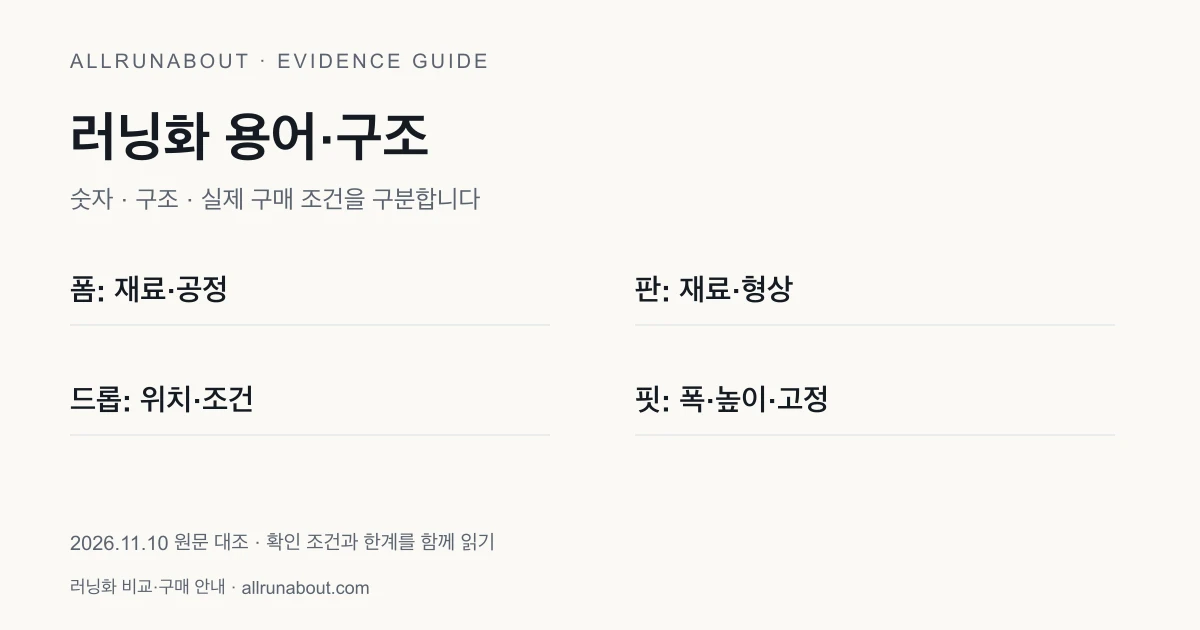 ALLRUNABOUT · EVIDENCE GUIDE
러닝화 용어·구조
숫자 · 구조 · 실제 구매 조건을 구분합니다
폼: 재료·공정
판: 재료·형상
드롭: 위치·조건
핏: 폭·높이·고정
2026.11.10 원문 대조 · 확인 조건과 한계를 함께 읽기
러닝화 비교·구매 안내 · allrunabout.com